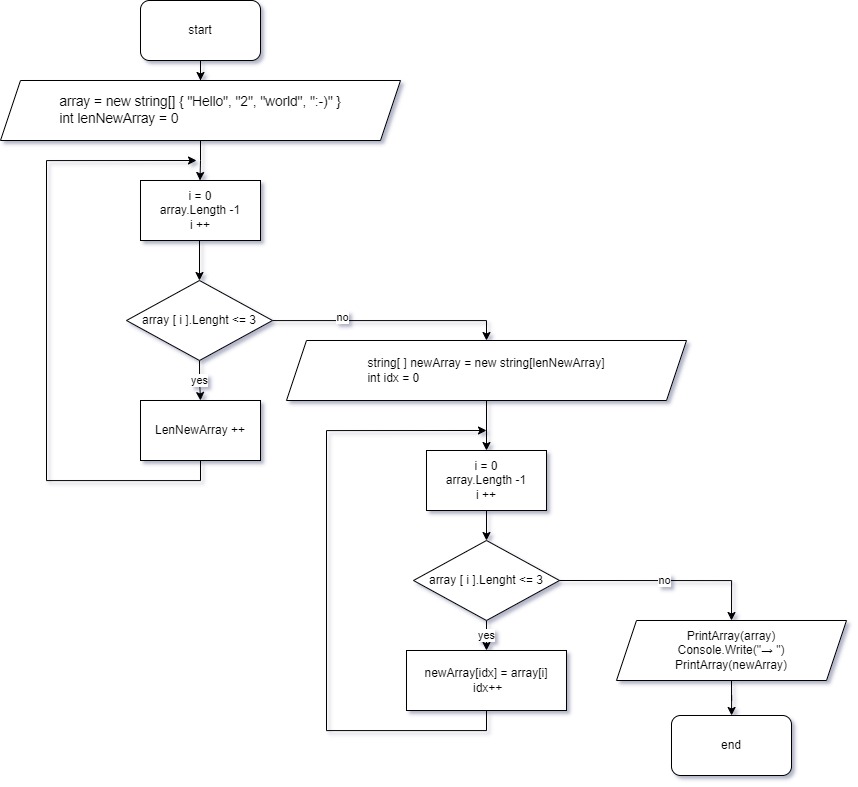 start
array = new string[] { "Hello", "2", "world", ":-)" }
int lenNewArray = 0
i = 0
array.Length -1
i ++
array [ i ].Lenght <= 3
no
yes
LenNewArray ++
string[ ] newArray = new string[lenNewArray]
int idx = 0
i = 0
array.Length -1
i ++
array [ i ].Lenght <= 3
no
yes
newArray[idx] = array[i]
idx++
PrintArray(array)
Console.Write("→ ")
PrintArray(newArray)
end